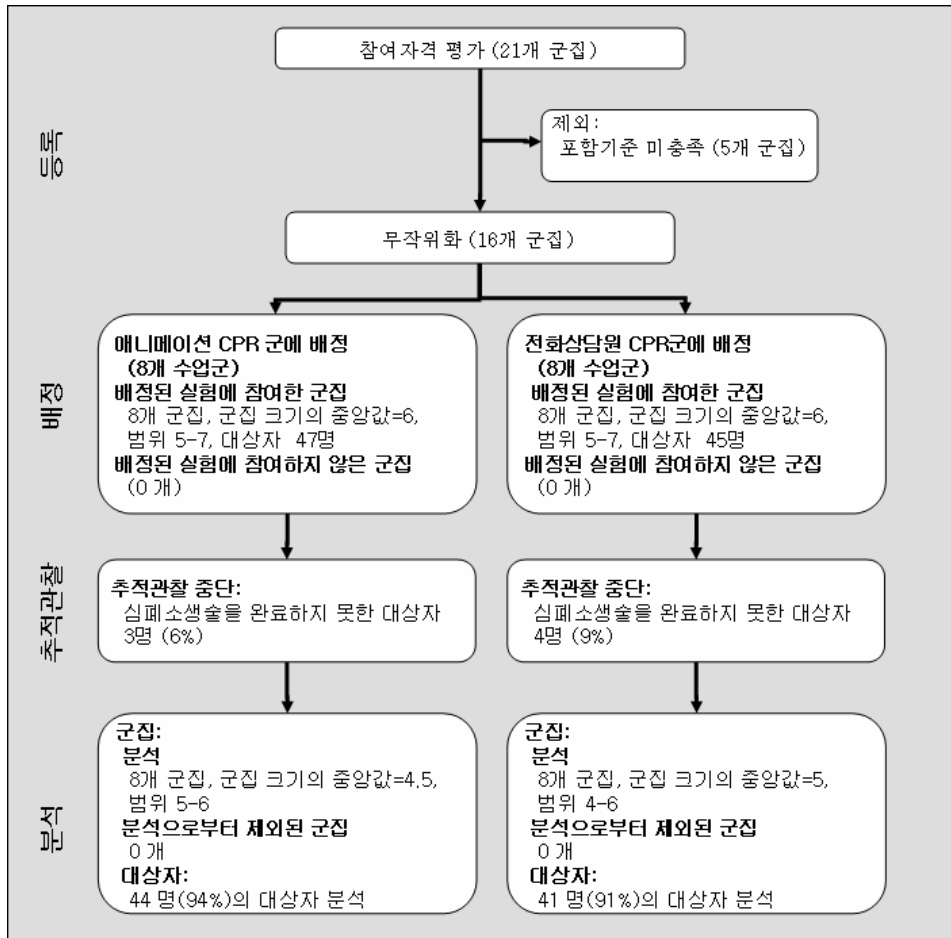 참여자격 평가 (21개 군집)
등록
제외:
포함기준 미충족 (5개 군집)
무작위화 (16개 군집)
배정
애니메이션 CPR 군에 배정
(8개 수업군)
배정된 실험에 참여한 군집
8개 군집, 군집 크기의 중앙값=6,
범위 5-7, 대상자 47명
배정된 실험에 참여하지 않은 군집
(0 개)
전화상담원 CPR군에 배정
(8개 수업군)
배정된 실험에 참여한 군집
8개 군집, 군집 크기의 중앙값=6,
범위 5-7, 대상자 45명
배정된 실험에 참여하지 않은 군집
(0 개)
추적관찰
추적관찰 중단:
심폐소생술을 완료하지 못한 대상자
3명 (6%)
추적관찰 중단:
심폐소생술을 완료하지 못한 대상자
4명 (9%)
분석
군집:
분석
8개 군집, 군집 크기의 중앙값=4.5,
범위 5-6
분석으로부터 제외된 군집
0 개
대상자:
44 명(94%)의 대상자 분석
군집:
분석
8개 군집, 군집 크기의 중앙값=5,
범위 4-6
분석으로부터 제외된 군집
0 개
대상자:
41 명(91%)의 대상자 분석